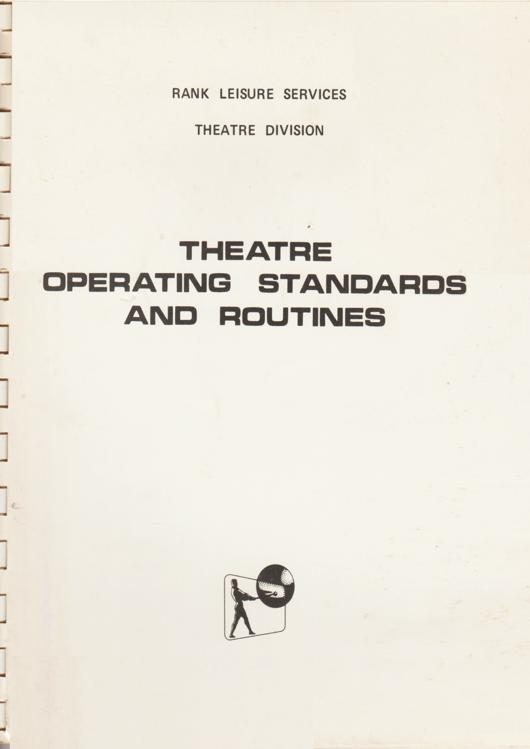 RANK LEISURE SERVICES
THEATRE DIVISION
THEATRE
OPERATING STANDARDS
AND ROUTINES